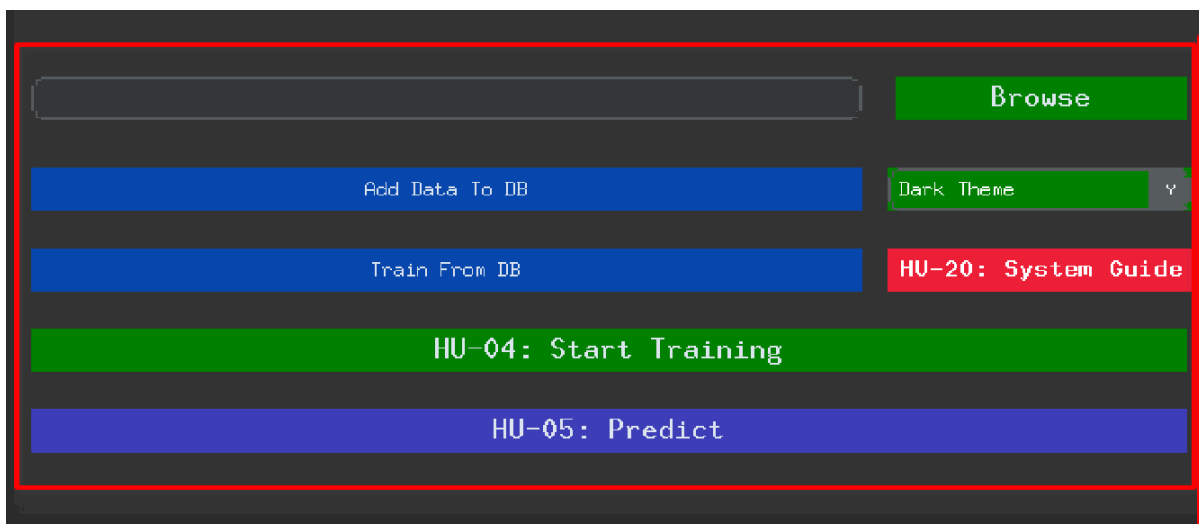 Browse
Add Data To DB
Dark Theme
Train From DB
HU-20: System Guide
HU-04: Start Training
HU-05: Predict